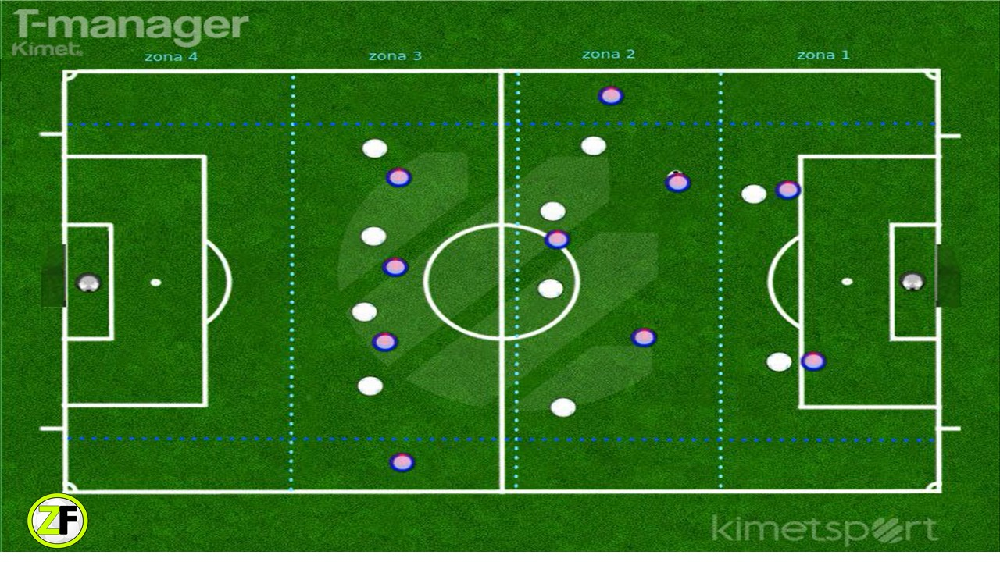 T-manager
Kimet.
zona 4 zona 3 zona 2 zona 1
ZF
kimetsport